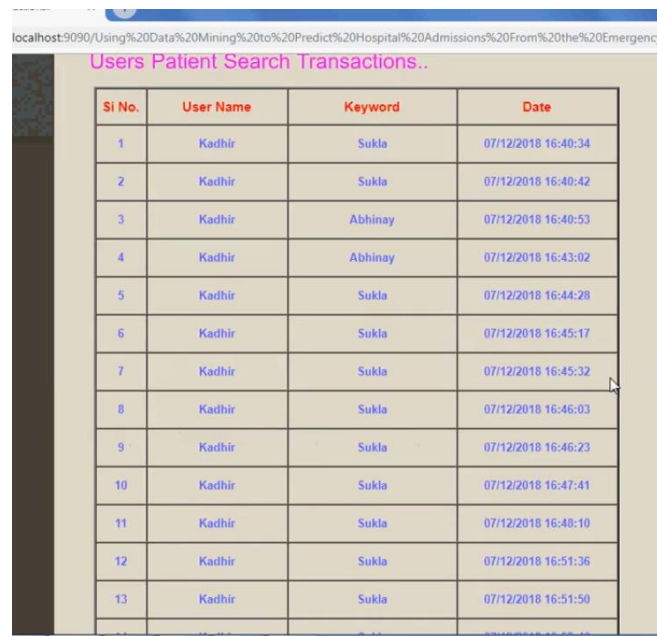 localhost:9090/Using%20Data%20Mining%20to%20Predict%20Hospital%20Admissions%20From%20the%20Emergenc
Users Patient Search Transactions..
Si No. User Name Keyword Date
1 Kadhir Sukla 07/12/2018 16:40:34
2 Kadhir Sukla 07/12/2018 16:40:42
3 Kadhir Abhinay 07/12/2018 16:40:53
4 Kadhir Abhinay 07/12/2018 16:43:02
5 Kadhir Sukla 07/12/2018 16:44:28
6 Kadhir Sukla 07/12/2018 16:45:17
7 Kadhir Sukla 07/12/2018 16:45:32
8 Kadhir Sukla 07/12/2018 16:46:03
9 Kadhir Sukla 07/12/2018 16:46:23
10 Kadhir Sukla 07/12/2018 16:47:41
11 Kadhir Sukla 07/12/2018 16:48:10
12 Kadhir Sukla 07/12/2018 16:51:36
13 Kadhir Sukla 07/12/2018 16:51:50